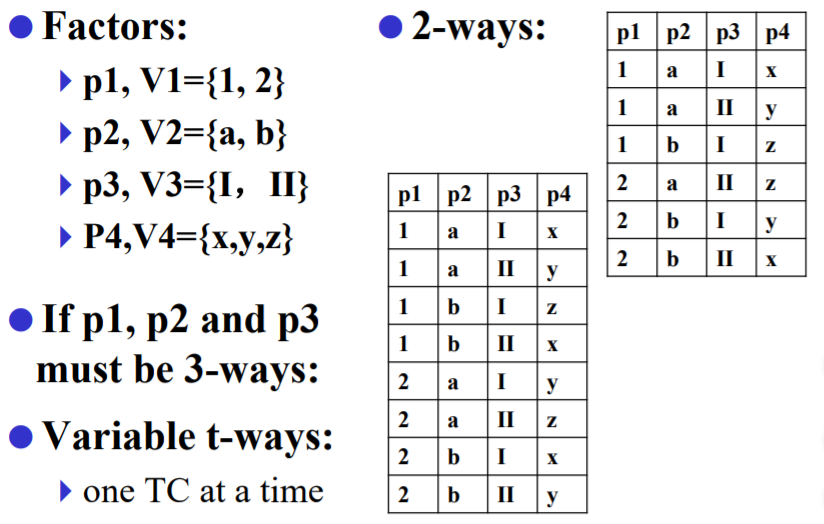 Factors:
p1, V1={1, 2}
p2, V2={a, b}
p3, V3={I，II}
P4,V4={x,y,z}
If p1, p2 and p3
must be 3-ways:
Variable t-ways:
one TC at a time
2-ways:
p1 p2 p3 p4
1 a I x
1 a II y
1 b I z
2 a II z
2 b I y
2 b II x
p1 p2 p3 p4
1 a I x
1 a II y
1 b I z
1 b II x
2 a I y
2 a II z
2 b I x
2 b II y